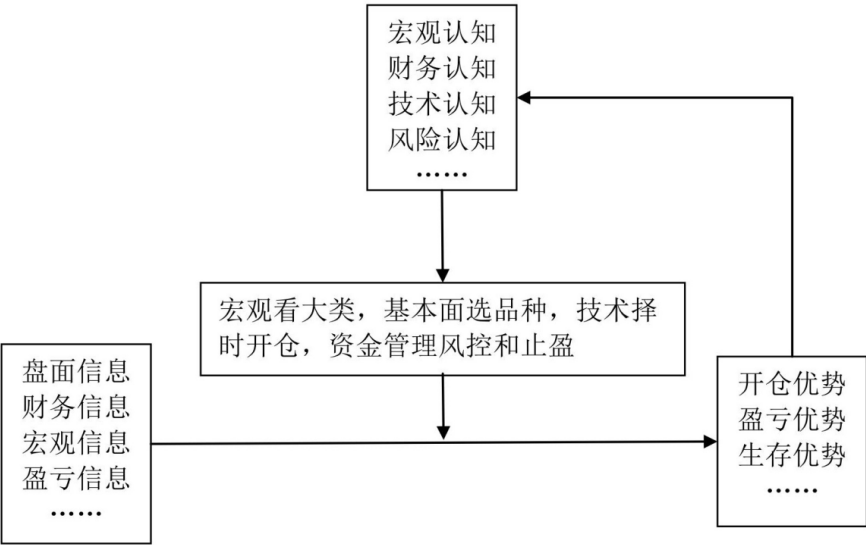 宏观认知
财务认知
技术认知
风险认知
……
宏观看大类，基本面选品种，技术择
时开仓，资金管理风控和止盈
盘面信息
财务信息
宏观信息
盈亏信息
……
开仓优势
盈亏优势
生存优势
……